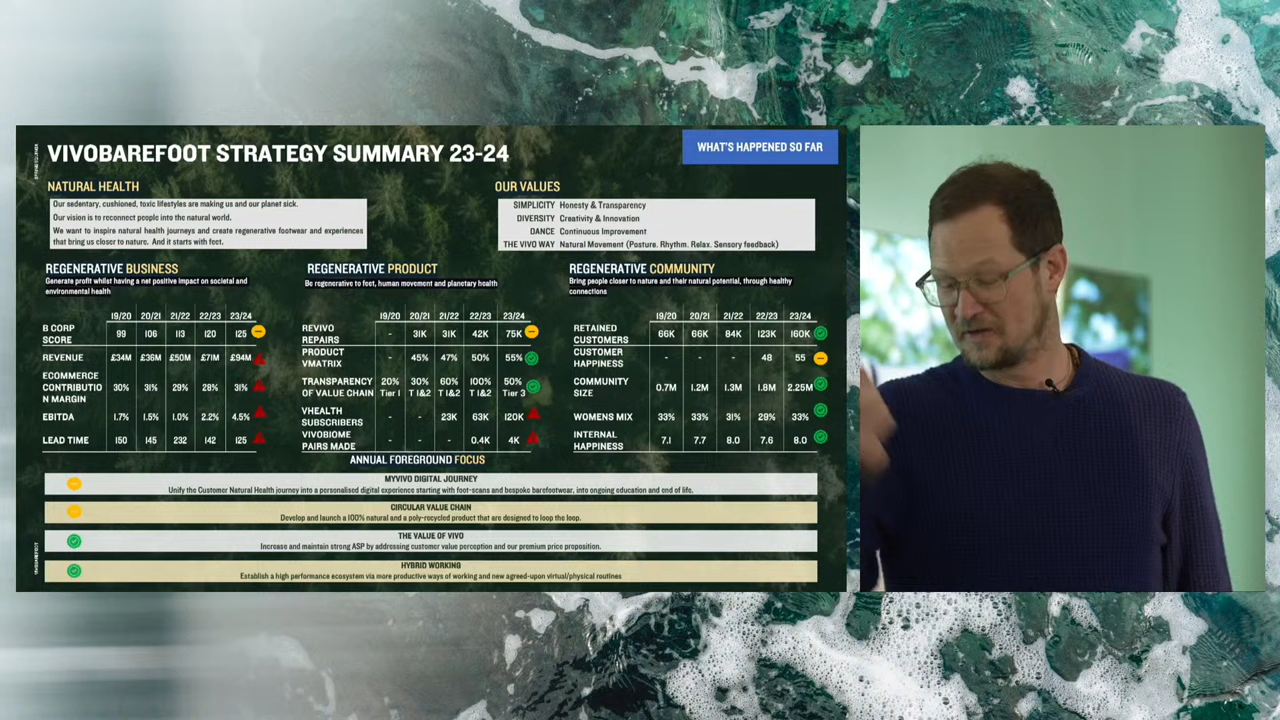 VIVOBAREFOOT STRATEGY SUMMARY 23-24
WHAT'S HAPPENED SO FAR
NATURAL HEALTH
Our sedentary, cushioned, toxic lifestyles are making us and our planet sick.
Our vision is to reconnect people into the natural world.
We want to inspire natural health journeys and create regenerative footwear and experiences
that bring us closer to nature. And it starts with feet.
OUR VALUES
SIMPLICITY Honesty & Transparency
DIVERSITY Creativity & Innovation
DANCE Continuous Improvement
THE VIVO WAY Natural Movement (Posture. Rhythm. Relax. Sensory feedback)
REGENERATIVE BUSINESS
Generate profit whilst having a net positive impact on societal and
environmental health
19/20 20/21 21/22 22/23 23/24
B CORP
SCORE 99 106 113 120 125
REVENUE £34M £36M £50M £71M £94M
ECOMMERCE
CONTRIBUTIO
N MARGIN 30% 31% 29% 28% 31%
EBITDA 1.7% 1.5% 1.0% 2.2% 4.5%
LEAD TIME 150 145 232 142 125
REGENERATIVE PRODUCT
Be regenerative to feet, human movement and planetary health
19/20 20/21 21/22 22/23 23/24
REVIVO
REPAIRS - 31K 31K 42K 75K
PRODUCT
VMATRIX - 45% 47% 50% 55%
TRANSPARENCY 20% 30% 60% 100% 50%
OF VALUE CHAIN Tier 1 T 1&2 T 1&2 T 1&2 Tier 3
VHEALTH
SUBSCRIBERS - - 23K 63K 120K
VIVOBIOME
PAIRS MADE - - - 0.4K 4K
REGENERATIVE COMMUNITY
Bring people closer to nature and their natural potential, through healthy
connections
19/20 20/21 21/22 22/23 23/24
RETAINED
CUSTOMERS 66K 66K 84K 123K 160K
CUSTOMER
HAPPINESS - - - 48 55
COMMUNITY
SIZE 0.7M 1.2M 1.3M 1.8M 2.25M
WOMENS MIX 33% 33% 31% 29% 33%
INTERNAL
HAPPINESS 7.1 7.7 8.0 7.6 8.0
ANNUAL FOREGROUND FOCUS
MYVIVO DIGITAL JOURNEY
Unify the Customer Natural Health journey into a personalised digital experience starting with foot-scans and bespoke barefootwear, into ongoing education and end of life.
CIRCULAR VALUE CHAIN
Develop and launch a 100% natural and a poly-recycled product that are designed to loop the loop.
THE VALUE OF VIVO
Increase and maintain strong ASP by addressing customer value perception and our premium price proposition.
HYBRID WORKING
Establish a high performance ecosystem via more productive ways of working and new agreed-upon virtual/physical routines